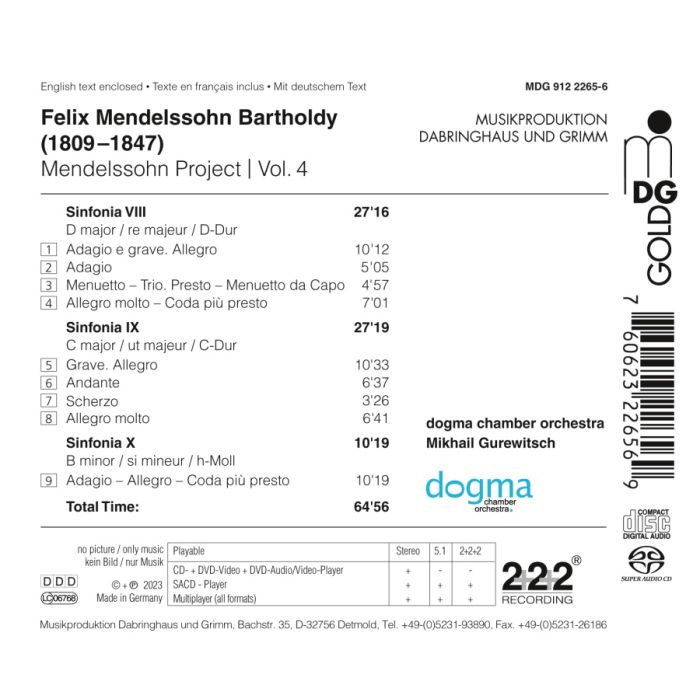 English text enclosed • Texte en français inclus • Mit deutschem Text
MDG 912 2265-6
Felix Mendelssohn Bartholdy
(1809–1847)
Mendelssohn Project | Vol. 4
MUSIKPRODUKTION
DABRINGHAUS UND GRIMM
MDG
GOLD
Sinfonia VIII 27'16
D major / re majeur / D-Dur
1 Adagio e grave. Allegro 10'12
2 Adagio 5'05
3 Menuetto – Trio. Presto – Menuetto da Capo 4'57
4 Allegro molto – Coda più presto 7'01
Sinfonia IX 27'19
C major / ut majeur / C-Dur
5 Grave. Allegro 10'33
6 Andante 6'37
7 Scherzo 3'26
8 Allegro molto 6'41
Sinfonia X 10'19
B minor / si mineur / h-Moll
9 Adagio – Allegro – Coda più presto 10'19
Total Time: 64'56
dogma chamber orchestra
Mikhail Gurewitsch
dogma
chamber
orchestra.
7 60623 22656 9
COMPACT
disc
DIGITAL AUDIO
SUPER AUDIO CD
no picture / only music
kein Bild / nur Musik
DDD
LC 06768
© + ℗ 2023
Made in Germany
Playable Stereo 5.1 2+2+2
CD- + DVD-Video + DVD-Audio/Video-Player + - -
SACD - Player + + +
Multiplayer (all formats) + + +
2+2+2®
RECORDING
Musikproduktion Dabringhaus und Grimm, Bachstr. 35, D-32756 Detmold, Tel. +49-(0)5231-93890, Fax. +49-(0)5231-26186